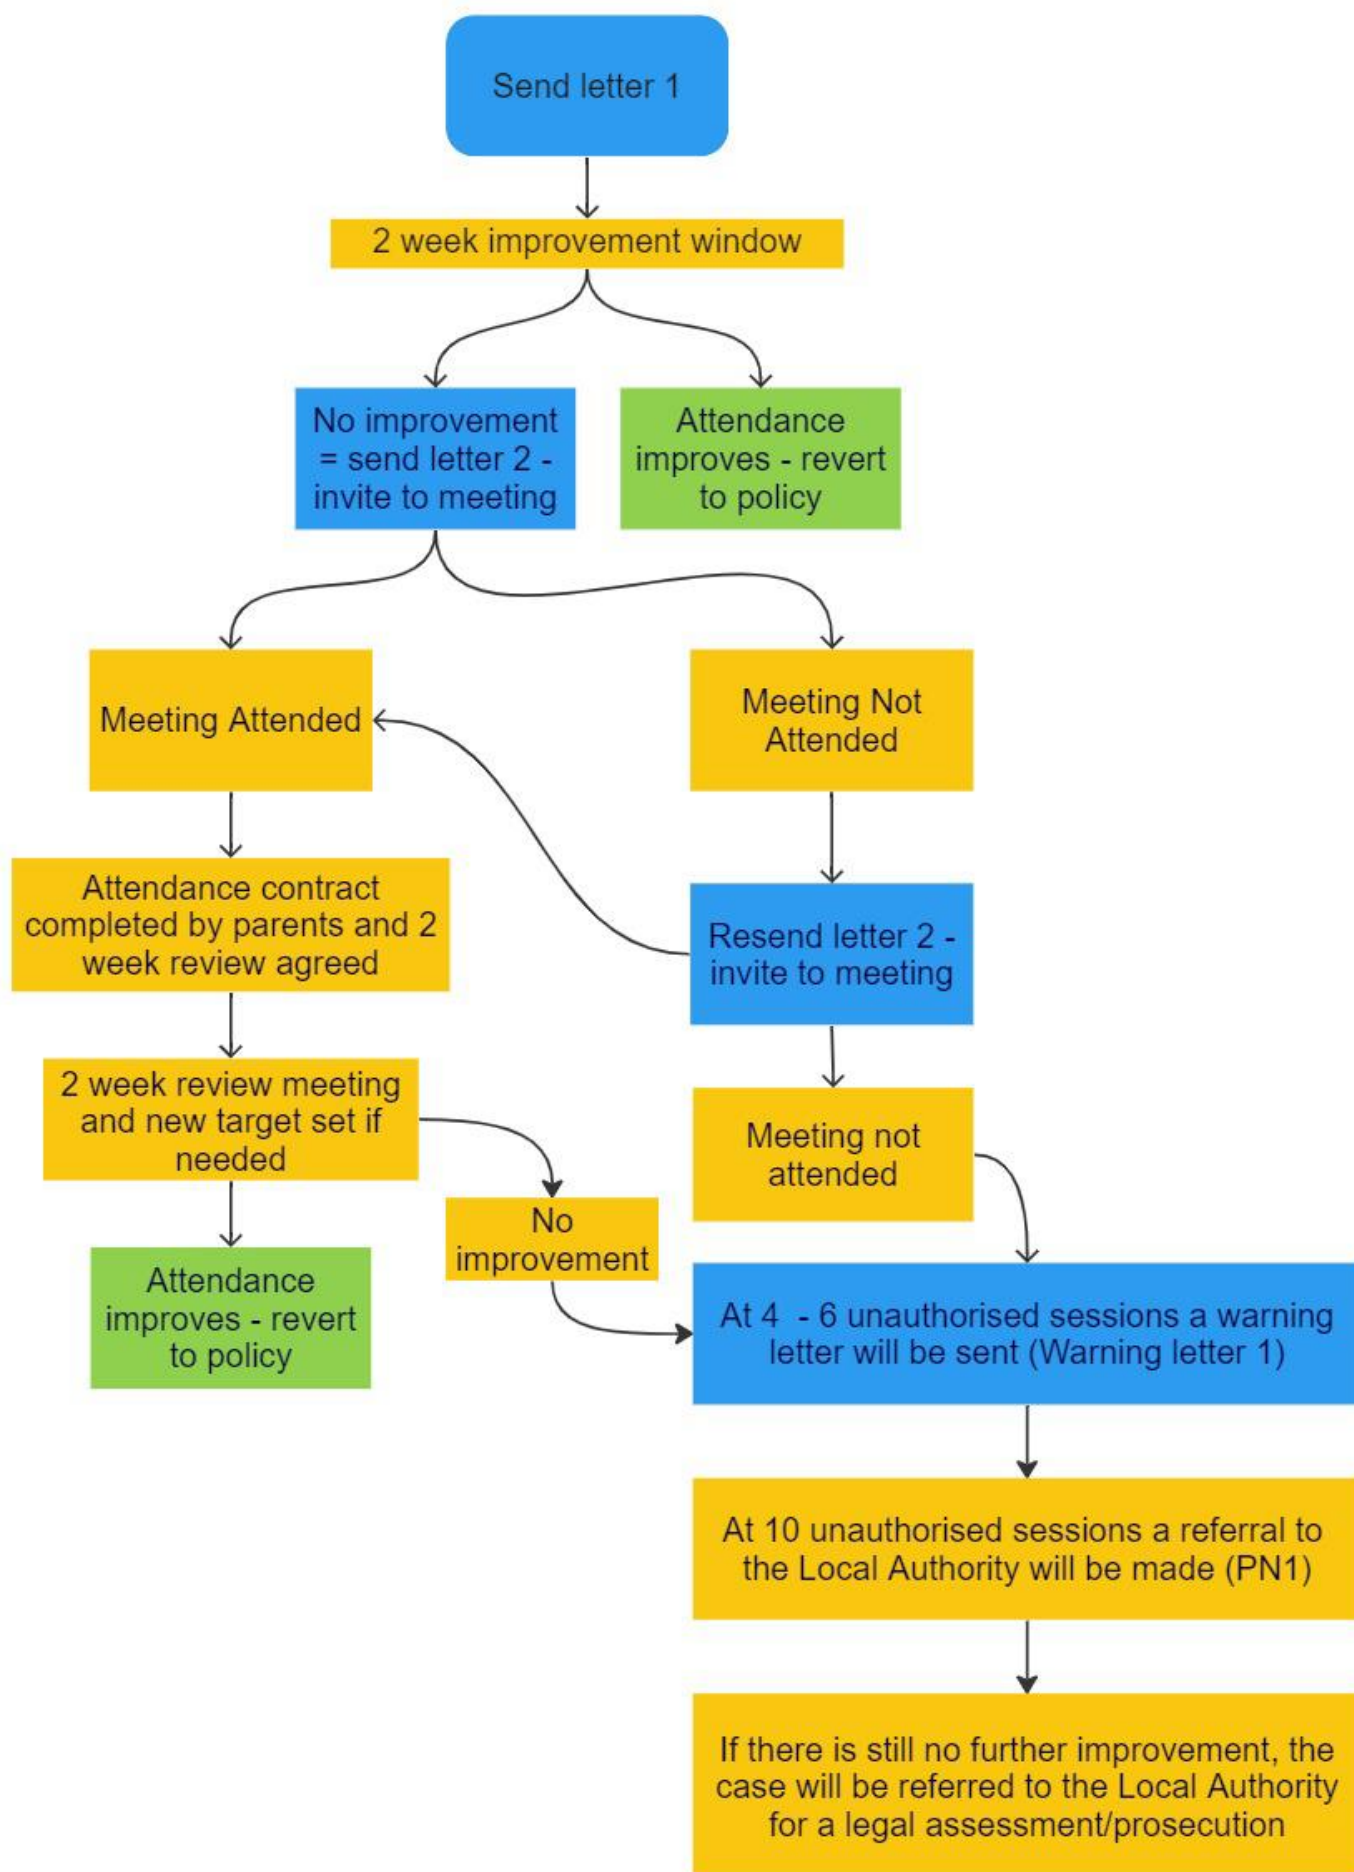 Send letter 1
2 week improvement window
No improvement
= send letter 2 -
invite to meeting
Attendance
improves - revert
to policy
Meeting Attended
Meeting Not
Attended
Attendance contract
completed by parents and 2
week review agreed
Resend letter 2 -
invite to meeting
2 week review meeting
and new target set if
needed
Meeting not
attended
No
improvement
Attendance
improves - revert
to policy
At 4  - 6 unauthorised sessions a warning
letter will be sent (Warning letter 1)
At 10 unauthorised sessions a referral to
the Local Authority will be made (PN1)
If there is still no further improvement, the
case will be referred to the Local Authority
for a legal assessment/prosecution